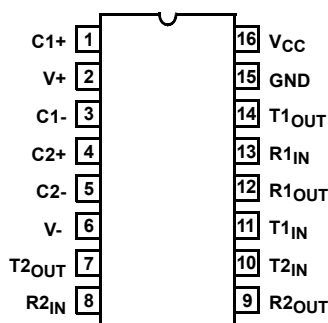 C1+ 1 16 VCC
V+ 2 15 GND
C1- 3 14 T1OUT
C2+ 4 13 R1IN
C2- 5 12 R1OUT
V- 6 11 T1IN
T2OUT 7 10 T2IN
R2IN 8 9 R2OUT